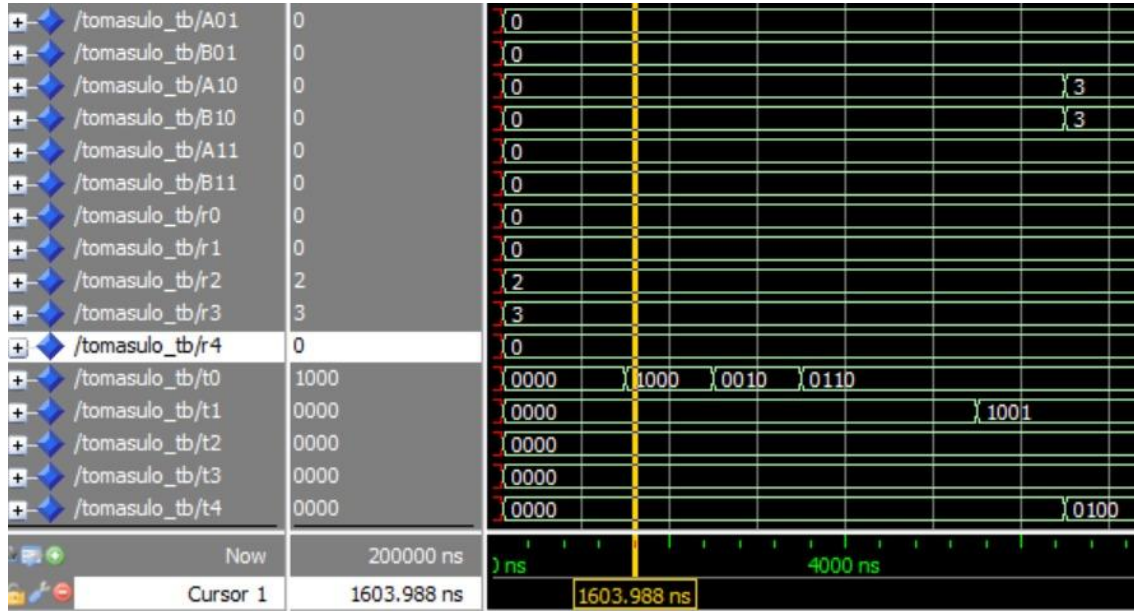 /tomasulo_tb/A01 0 0
/tomasulo_tb/B01 0 0
/tomasulo_tb/A10 0 0 3
/tomasulo_tb/B10 0 0 3
/tomasulo_tb/A11 0 0
/tomasulo_tb/B11 0 0
/tomasulo_tb/r0 0 0
/tomasulo_tb/r1 0 0
/tomasulo_tb/r2 2 2
/tomasulo_tb/r3 3 3
/tomasulo_tb/r4 0 0
/tomasulo_tb/t0 1000 0000 1000 0010 0110
/tomasulo_tb/t1 0000 0000 1001
/tomasulo_tb/t2 0000 0000
/tomasulo_tb/t3 0000 0000
/tomasulo_tb/t4 0000 0000 0100
Now 200000 ns ns 4000 ns
Cursor 1 1603.988 ns 1603.988 ns